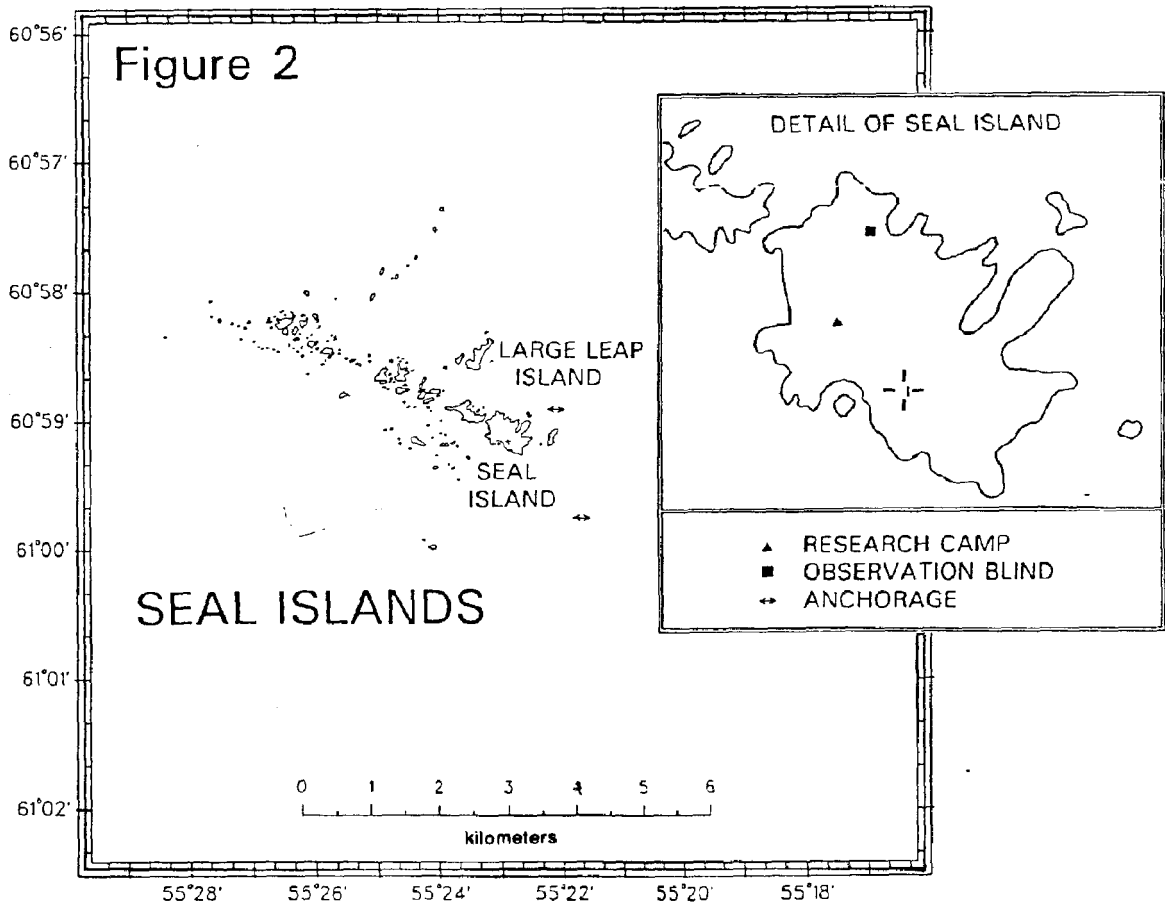 Figure 2
60°56'
60°57'
60°58'
60°59'
61°00'
61°01'
61°02'
LARGE LEAP
ISLAND
SEAL
ISLAND
SEAL ISLANDS
0 1 2 3 4 5 6
kilometers
55°28' 55°26' 55°24' 55°22' 55°20' 55°18'
DETAIL OF SEAL ISLAND
RESEARCH CAMP
OBSERVATION BLIND
ANCHORAGE